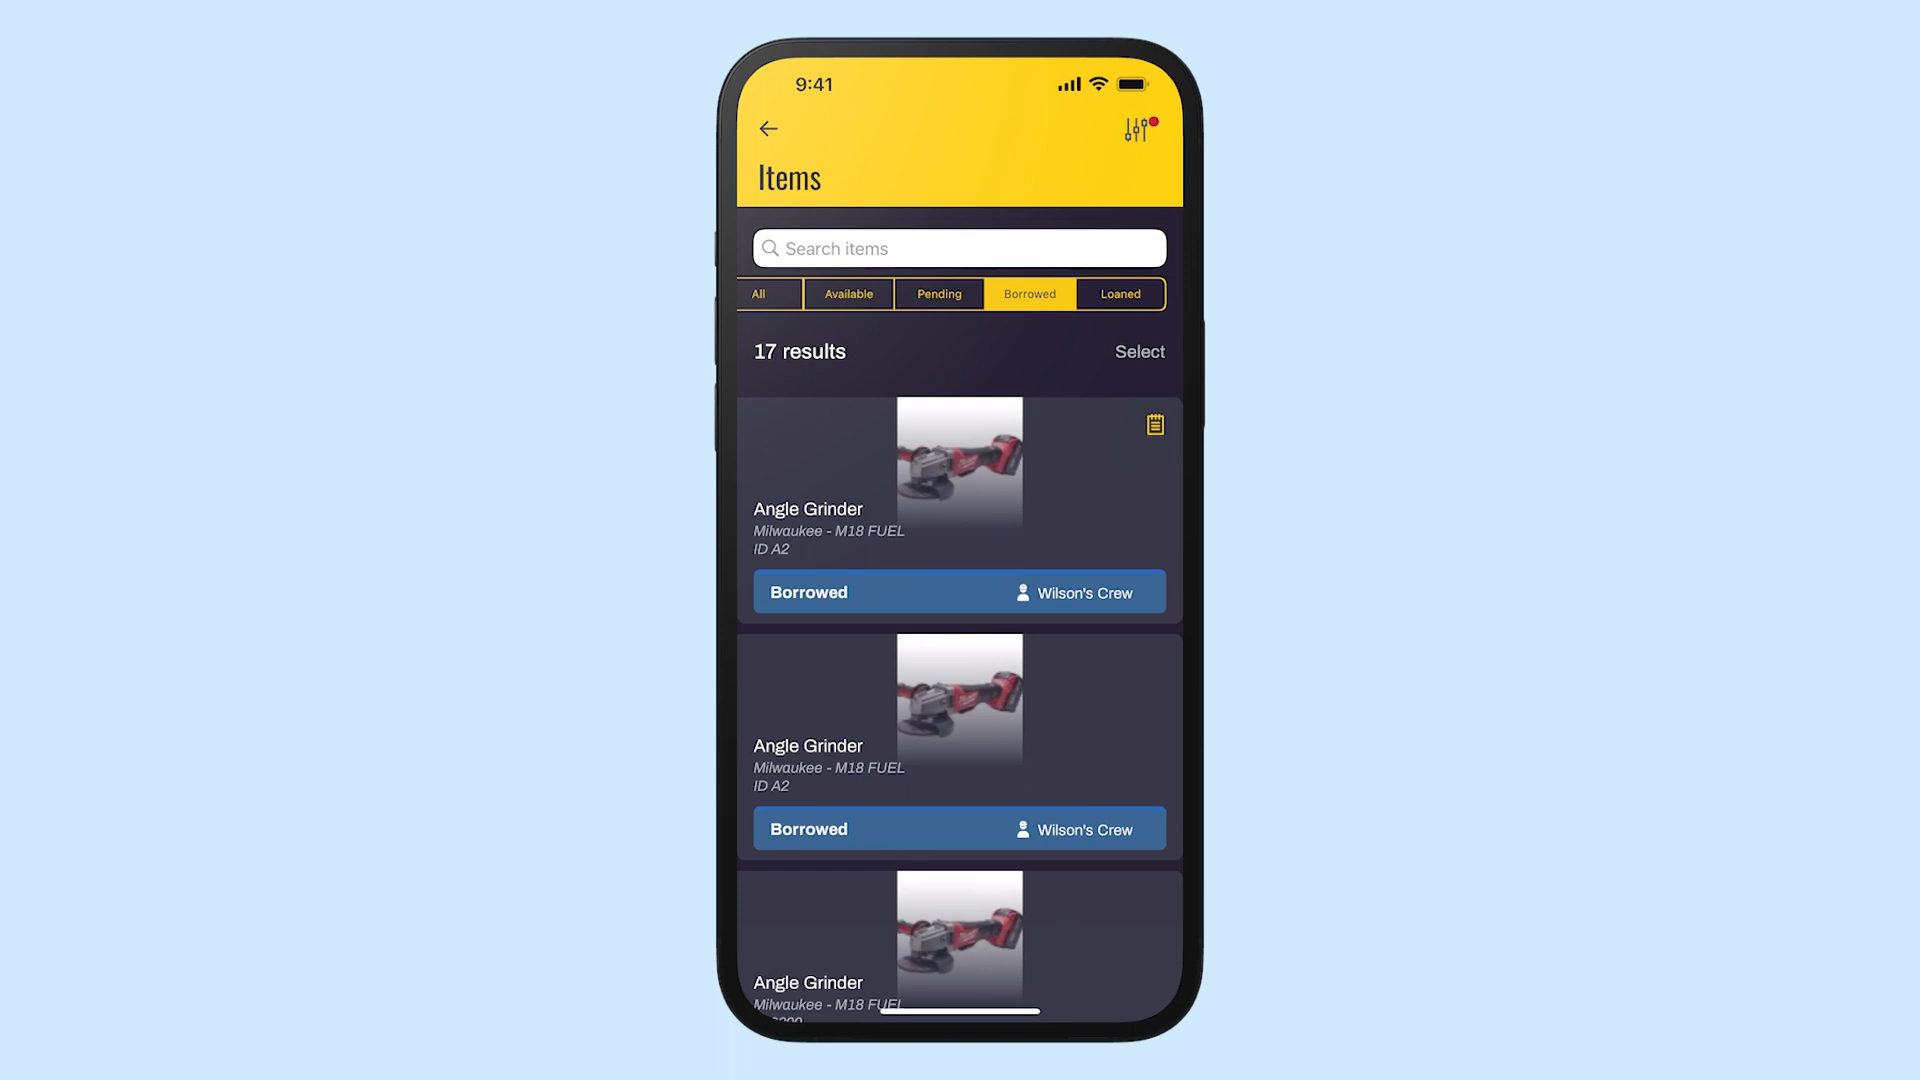 9:41
Items
Search items
All Available Pending Borrowed Loaned
17 results Select
Angle Grinder
Milwaukee - M18 FUEL
ID A2
Borrowed Wilson's Crew
Angle Grinder
Milwaukee - M18 FUEL
ID A2
Borrowed Wilson's Crew
Angle Grinder
Milwaukee - M18 FUEL